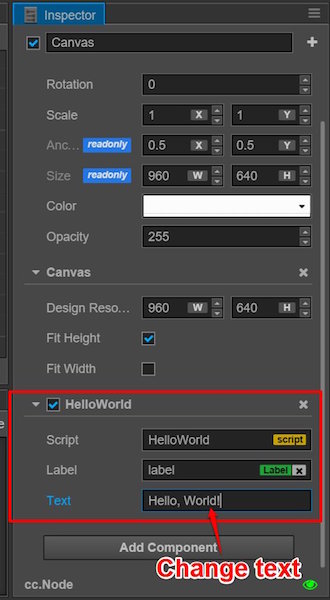 Inspector
Canvas
Rotation 0
Scale 1 X 1 Y
Anc... readonly 0.5 X 0.5 Y
Size readonly 960 W 640 H
Color
Opacity 255
Canvas
Design Reso... 960 W 640 H
Fit Height
Fit Width
HelloWorld
Script HelloWorld script
Label label Label
Text Hello, World!
Add Component
Change text
cc.Node